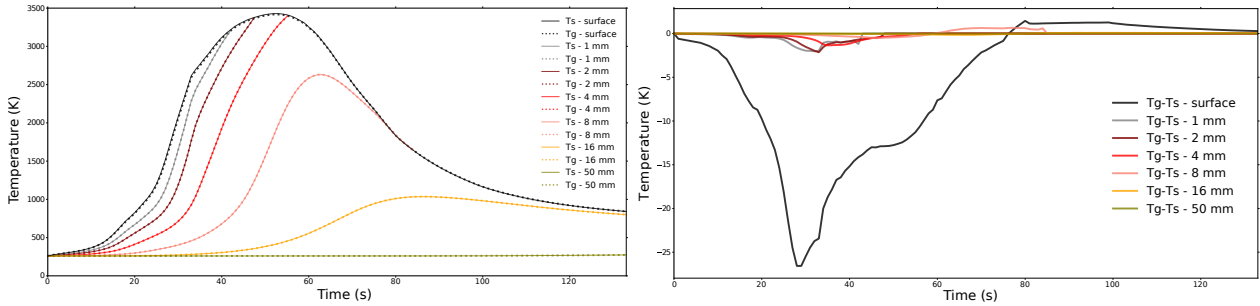 3500
3000
2500
2000
1500
1000
500
0
Temperature (K)
0
20
40
60
80
100
120
Time (s)
Ts - surface
Tg - surface
Ts - 1 mm
Tg - 1 mm
Ts - 2 mm
Tg - 2 mm
Ts - 4 mm
Tg - 4 mm
Ts - 8 mm
Tg - 8 mm
Ts - 16 mm
Tg - 16 mm
Ts - 50 mm
Tg - 50 mm
0
−5
−10
−15
−20
−25
Temperature (K)
0
20
40
60
80
100
120
Time (s)
Tg-Ts - surface
Tg-Ts - 1 mm
Tg-Ts - 2 mm
Tg-Ts - 4 mm
Tg-Ts - 8 mm
Tg-Ts - 16 mm
Tg-Ts - 50 mm